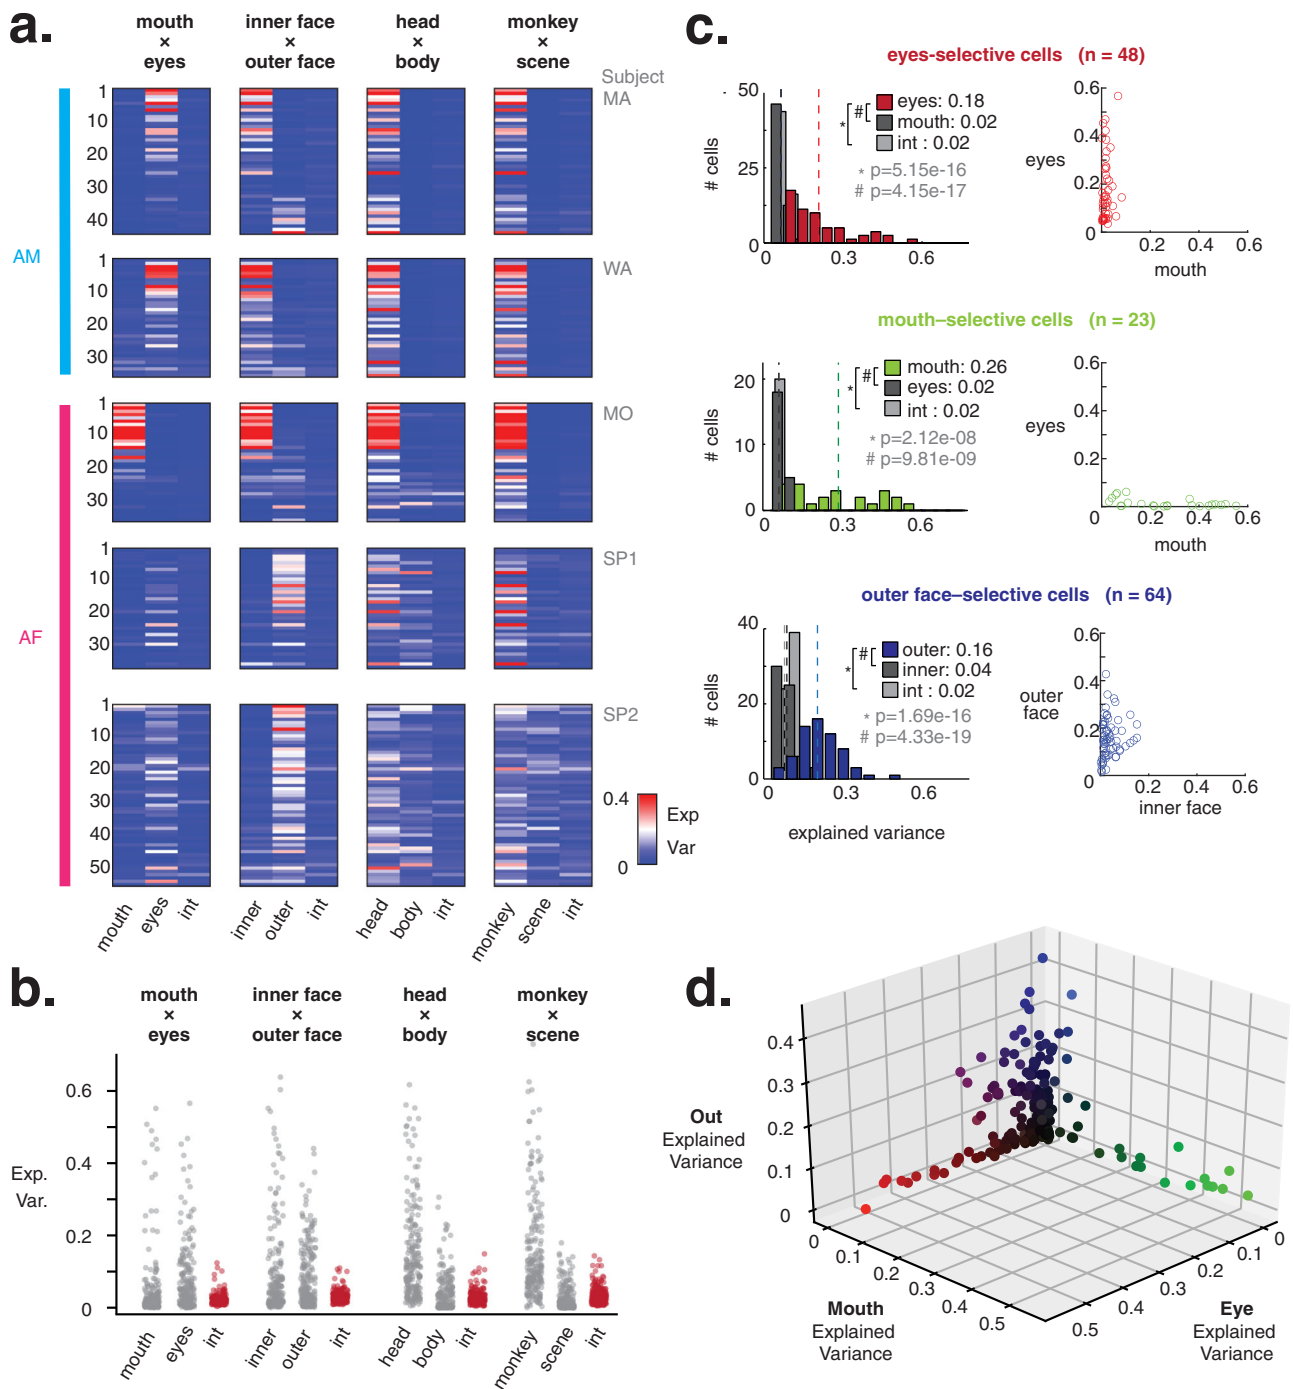 a.
mouth
×
eyes
inner face
×
outer face
head
×
body
monkey
×
scene
Subject
MA
1
10
20
30
40
AM
WA
1
10
20
30
MO
1
10
20
30
AF
SP1
1
10
20
30
SP2
1
10
20
30
40
50
0.4
Exp
Var
0
mouth
eyes
int
inner
outer
int
head
body
int
monkey
scene
int
b.
mouth
×
eyes
inner face
×
outer face
head
×
body
monkey
×
scene
0.6
0.4
0.2
0
Exp.
Var.
mouth
eyes
int
inner
outer
int
head
body
int
monkey
scene
int
c.
eyes-selective cells (n = 48)
50
25
0
# cells
* #
eyes: 0.18
mouth: 0.02
int : 0.02
* p=5.15e-16
# p=4.15e-17
0 0.3 0.6
0.6
0.4
0.2
0
eyes
0.2 0.4 0.6
mouth
mouth–selective cells (n = 23)
20
10
0
# cells
* #
mouth: 0.26
eyes: 0.02
int : 0.02
* p=2.12e-08
# p=9.81e-09
0 0.3 0.6
0.6
0.4
0.2
0
eyes
0 0.2 0.4 0.6
mouth
outer face–selective cells (n = 64)
40
20
0
# cells
* #
outer: 0.16
inner: 0.04
int : 0.02
* p=1.69e-16
# p=4.33e-19
0 0.3 0.6
explained variance
0.6
0.4
0.2
0
outer
face
0.2 0.4 0.6
inner face
d.
0.4
0.3
0.2
0.1
0
Out
Explained
Variance
0 0.1 0.2 0.3 0.4 0.5
Mouth
Explained
Variance
0.5 0.4 0.3 0.2 0.1 0
Eye
Explained
Variance